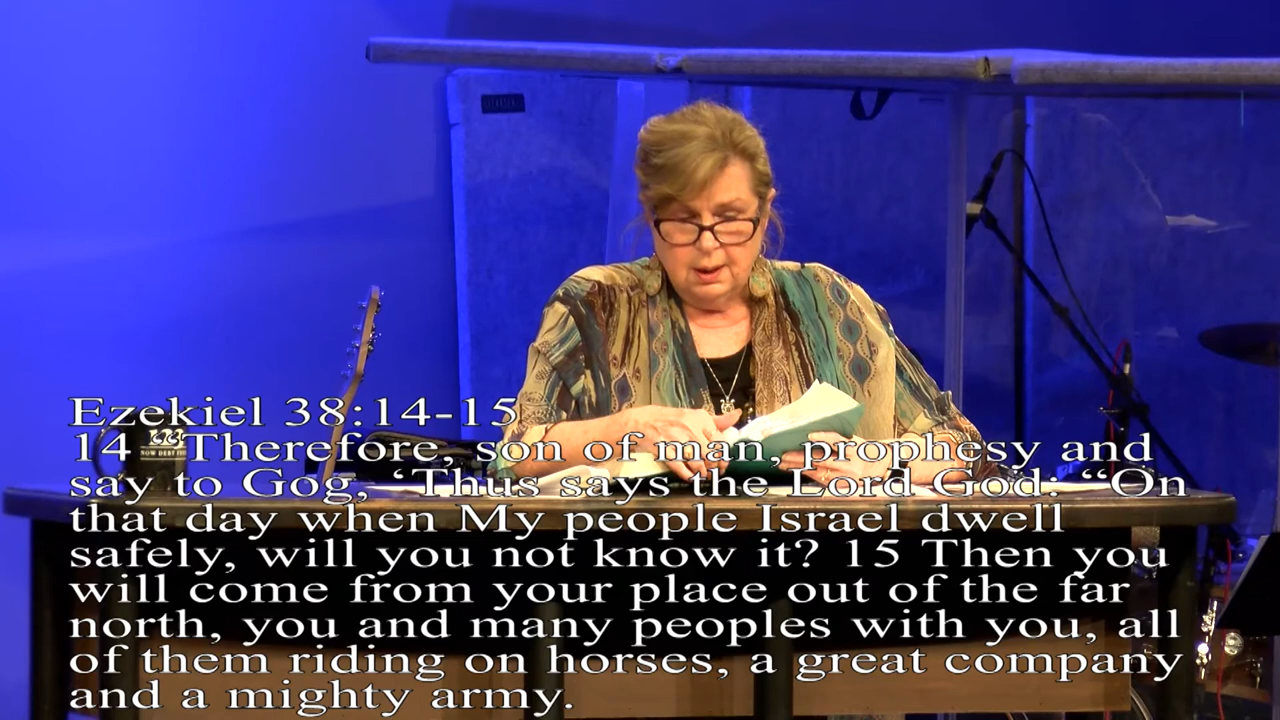 Ezekiel 38:14-15
14 “Therefore, son of man, prophesy and
say to Gog, ‘Thus says the Lord God: “On
that day when My people Israel dwell
safely, will you not know it? 15 Then you
will come from your place out of the far
north, you and many peoples with you, all
of them riding on horses, a great company
and a mighty army.
NOW DEBT FREE